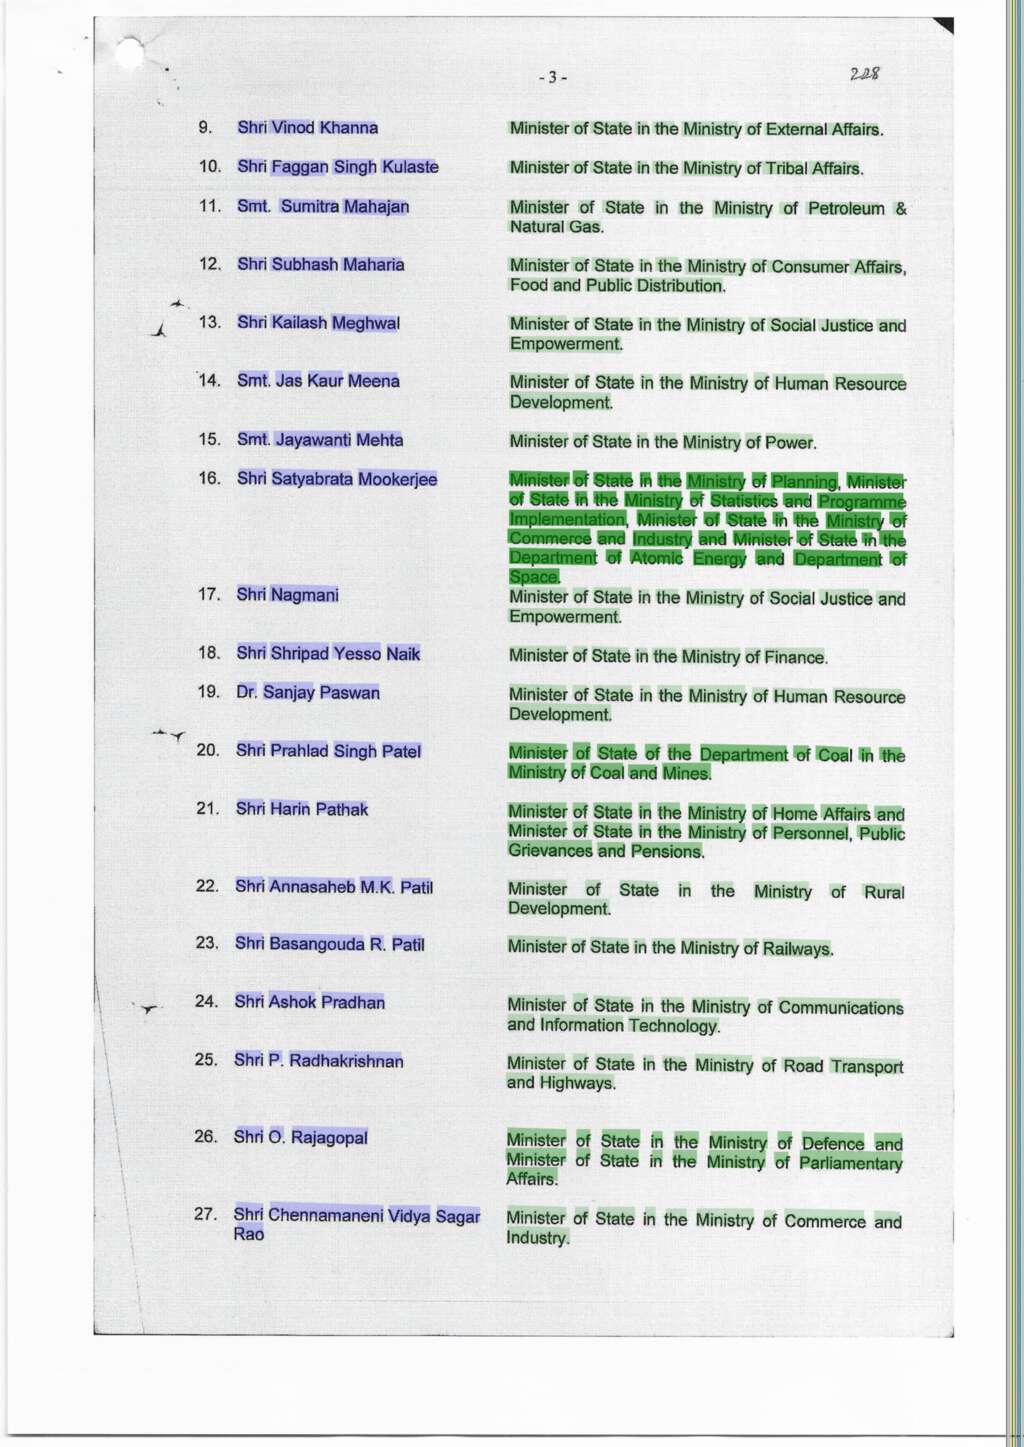 -3-
228
9. Shri Vinod Khanna Minister of State in the Ministry of External Affairs.
10. Shri Faggan Singh Kulaste Minister of State in the Ministry of Tribal Affairs.
11. Smt. Sumitra Mahajan Minister of State in the Ministry of Petroleum &
Natural Gas.
12. Shri Subhash Maharia Minister of State in the Ministry of Consumer Affairs,
Food and Public Distribution.
13. Shri Kailash Meghwal Minister of State in the Ministry of Social Justice and
Empowerment.
14. Smt. Jas Kaur Meena Minister of State in the Ministry of Human Resource
Development.
15. Smt. Jayawanti Mehta Minister of State in the Ministry of Power.
16. Shri Satyabrata Mookerjee Minister of State in the Ministry of Planning, Minister
of State in the Ministry of Statistics and Programme
Implementation, Minister of State in the Ministry of
Commerce and Industry and Minister of State in the
Department of Atomic Energy and Department of
Space.
17. Shri Nagmani Minister of State in the Ministry of Social Justice and
Empowerment.
18. Shri Shripad Yesso Naik Minister of State in the Ministry of Finance.
19. Dr. Sanjay Paswan Minister of State in the Ministry of Human Resource
Development.
20. Shri Prahlad Singh Patel Minister of State of the Department of Coal in the
Ministry of Coal and Mines.
21. Shri Harin Pathak Minister of State in the Ministry of Home Affairs and
Minister of State in the Ministry of Personnel, Public
Grievances and Pensions.
22. Shri Annasaheb M.K. Patil Minister of State in the Ministry of Rural
Development.
23. Shri Basangouda R. Patil Minister of State in the Ministry of Railways.
24. Shri Ashok Pradhan Minister of State in the Ministry of Communications
and Information Technology.
25. Shri P. Radhakrishnan Minister of State in the Ministry of Road Transport
and Highways.
26. Shri O. Rajagopal Minister of State in the Ministry of Defence and
Minister of State in the Ministry of Parliamentary
Affairs.
27. Shri Chennamaneni Vidya Sagar Minister of State in the Ministry of Commerce and
Rao Industry.